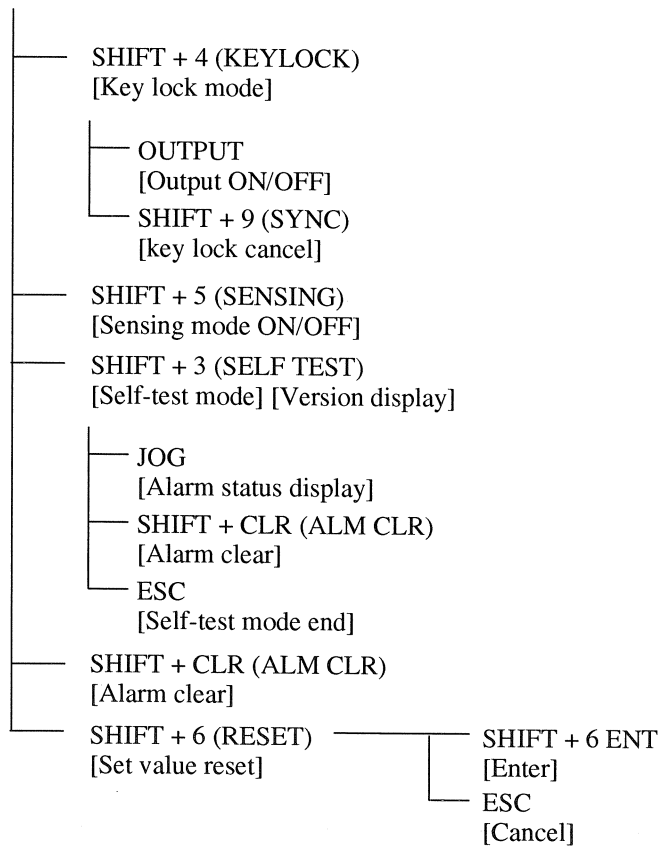 SHIFT + 4 (KEYLOCK)
[Key lock mode]
OUTPUT
[Output ON/OFF]
SHIFT + 9 (SYNC)
[key lock cancel]
SHIFT + 5 (SENSING)
[Sensing mode ON/OFF]
SHIFT + 3 (SELF TEST)
[Self-test mode] [Version display]
JOG
[Alarm status display]
SHIFT + CLR (ALM CLR)
[Alarm clear]
ESC
[Self-test mode end]
SHIFT + CLR (ALM CLR)
[Alarm clear]
SHIFT + 6 (RESET)
[Set value reset]
SHIFT + 6 ENT
[Enter]
ESC
[Cancel]